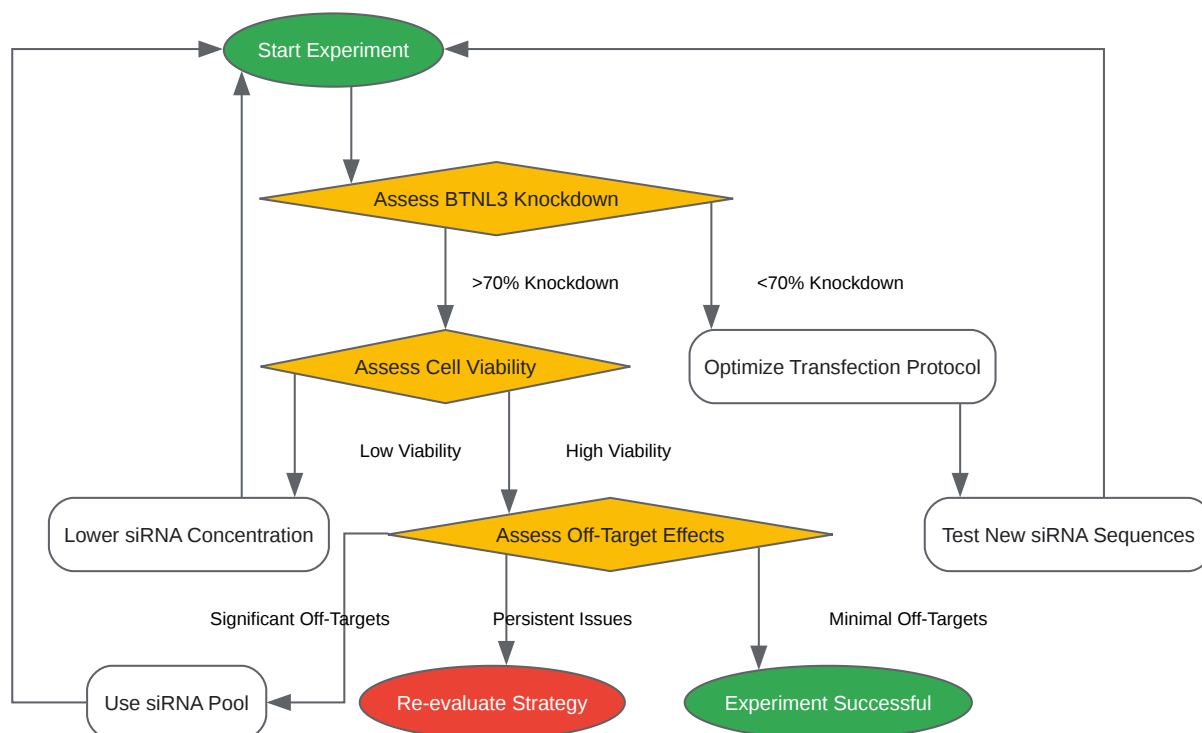 Start Experiment
Assess BTNL3 Knockdown
>70% Knockdown
<70% Knockdown
Assess Cell Viability
Optimize Transfection Protocol
Low Viability
High Viability
Lower siRNA Concentration
Assess Off-Target Effects
Test New siRNA Sequences
Significant Off-Targets
Persistent Issues
Minimal Off-Targets
Use siRNA Pool
Re-evaluate Strategy
Experiment Successful